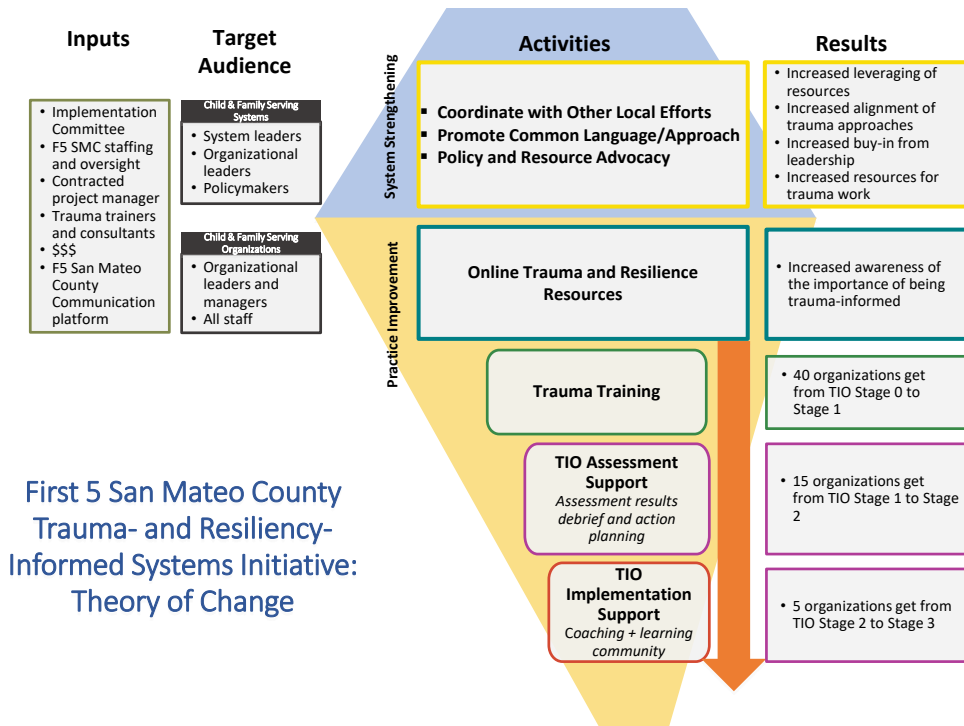 Inputs
• Implementation
Committee
• F5 SMC staffing
and oversight
• Contracted
project manager
• Trauma trainers
and consultants
• $$$
• F5 San Mateo
County
Communication
platform
Target
Audience
Child & Family Serving
Systems
• System leaders
• Organizational
leaders
• Policymakers
Child & Family Serving
Organizations
• Organizational
leaders and
managers
• All staff
System Strengthening
Practice Improvement
Activities
▪ Coordinate with Other Local Efforts
▪ Promote Common Language/Approach
▪ Policy and Resource Advocacy
Online Trauma and Resilience
Resources
Trauma Training
TIO Assessment
Support
Assessment results
debrief and action
planning
TIO
Implementation
Support
Coaching + learning
community
Results
• Increased leveraging of
resources
• Increased alignment of
trauma approaches
• Increased buy-in from
leadership
• Increased resources for
trauma work
• Increased awareness of
the importance of being
trauma-informed
• 40 organizations get
from TIO Stage 0 to
Stage 1
• 15 organizations get
from TIO Stage 1 to Stage
2
• 5 organizations get from
TIO Stage 2 to Stage 3
First 5 San Mateo County
Trauma- and Resiliency-
Informed Systems Initiative:
Theory of Change